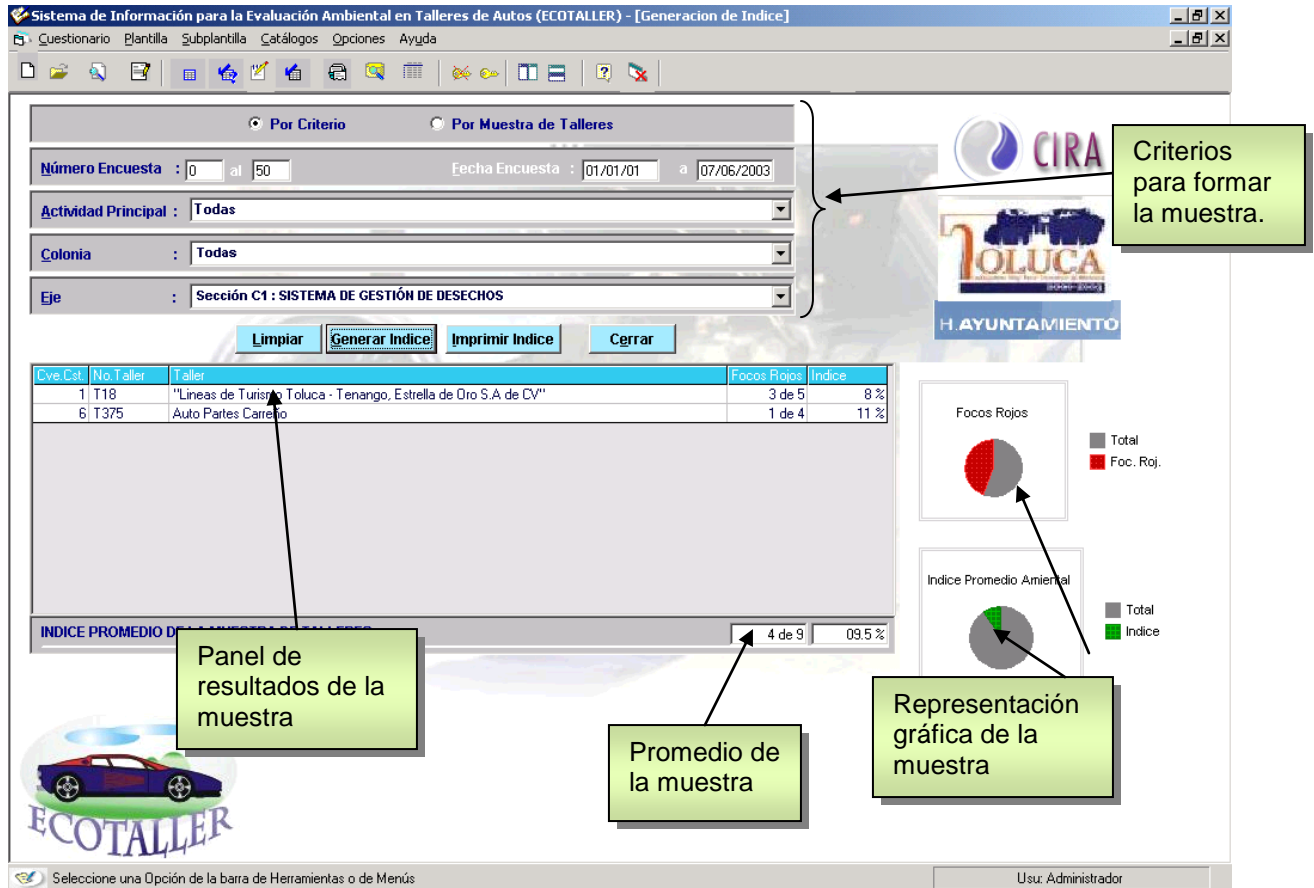 Sistema de Información para la Evaluación Ambiental en Talleres de Autos (ECOTALLER) - [Generacion de Indice]
Cuestionario Plantilla Subplantilla Catálogos Opciones Ayuda
Por Criterio Por Muestra de Talleres
Número Encuesta : 0 al 50 Fecha Encuesta : 01/01/01 a 07/06/2003
Actividad Principal : Todas
Colonia : Todas
Eje : Sección C1 : SISTEMA DE GESTIÓN DE DESECHOS
Limpiar Generar Indice Imprimir Indice Cerrar
CIRA
TOLUCA
H. AYUNTAMIENTO
Criterios
para formar
la muestra.
Cve.Cst. No.Taller Taller Focos Rojos Indice
1 T18 "Lineas de Turismo Toluca - Tenango, Estrella de Oro S.A de CV" 3 de 5 8 %
6 T375 Auto Partes Carreño 1 de 4 11 %
INDICE PROMEDIO DE LA MUESTRA DE TALLERES 4 de 9 09.5 %
Focos Rojos
Total
Foc. Roj.
Indice Promedio Amiental
Total
Indice
Panel de
resultados de la
muestra
Promedio de
la muestra
Representación
gráfica de la
muestra
ECOTALLER
Seleccione una Opción de la barra de Herramientas o de Menús Usu: Administrador